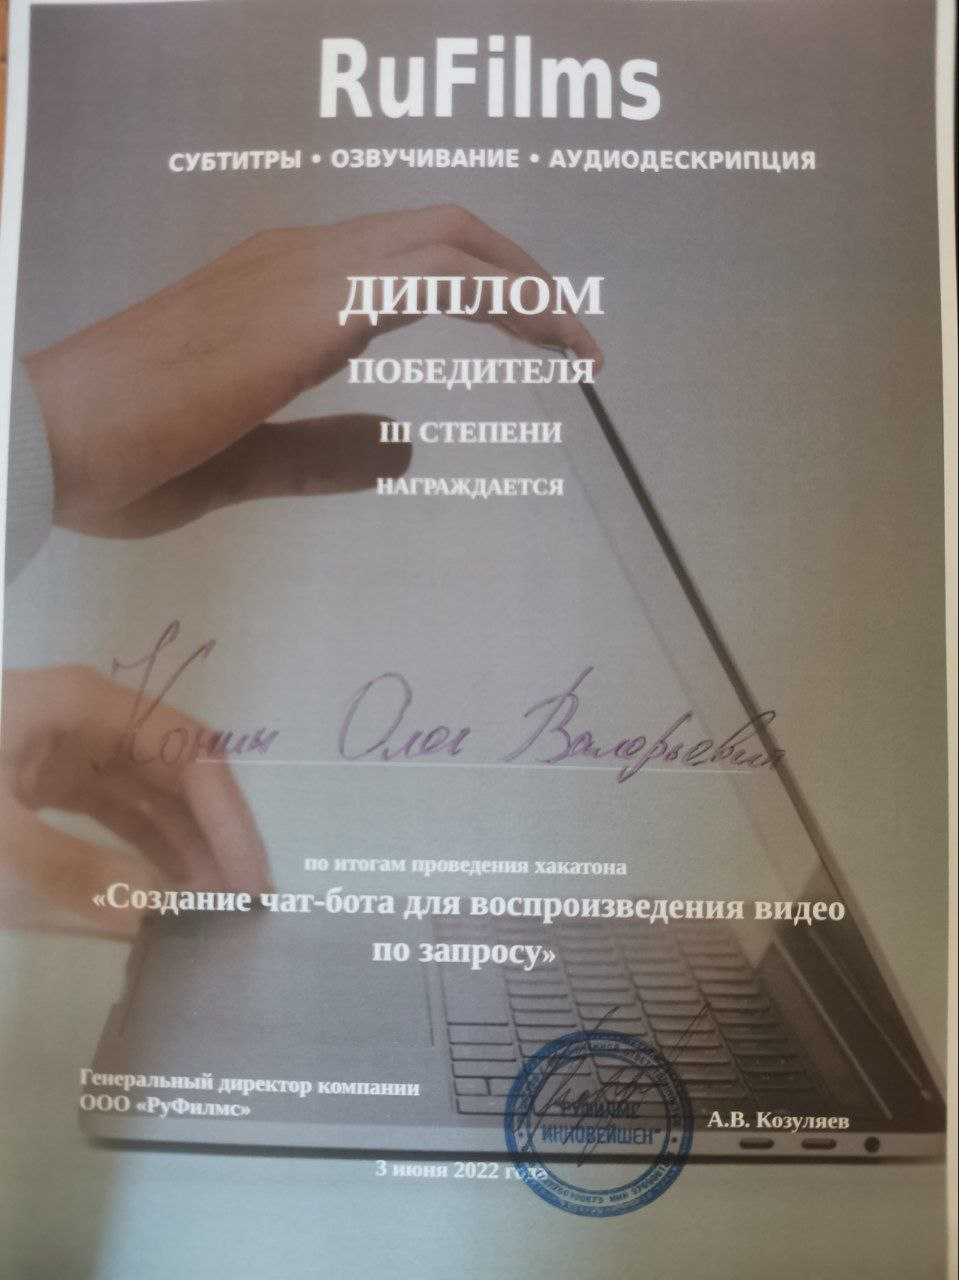 RuFilms
СУБТИТРЫ • ОЗВУЧИВАНИЕ • АУДИОДЕСКРИПЦИЯ
ДИПЛОМ
ПОБЕДИТЕЛЯ
III СТЕПЕНИ
НАГРАЖДАЕТСЯ
Конин Олег Валерьевич
по итогам проведения хакатона
«Создание чат-бота для воспроизведения видео
по запросу»
Генеральный директор компании
ООО «РуФилмс»
"РУФИЛМС
ИННОВЕЙШЕН"
А.В. Козуляев
3 июня 2022 года